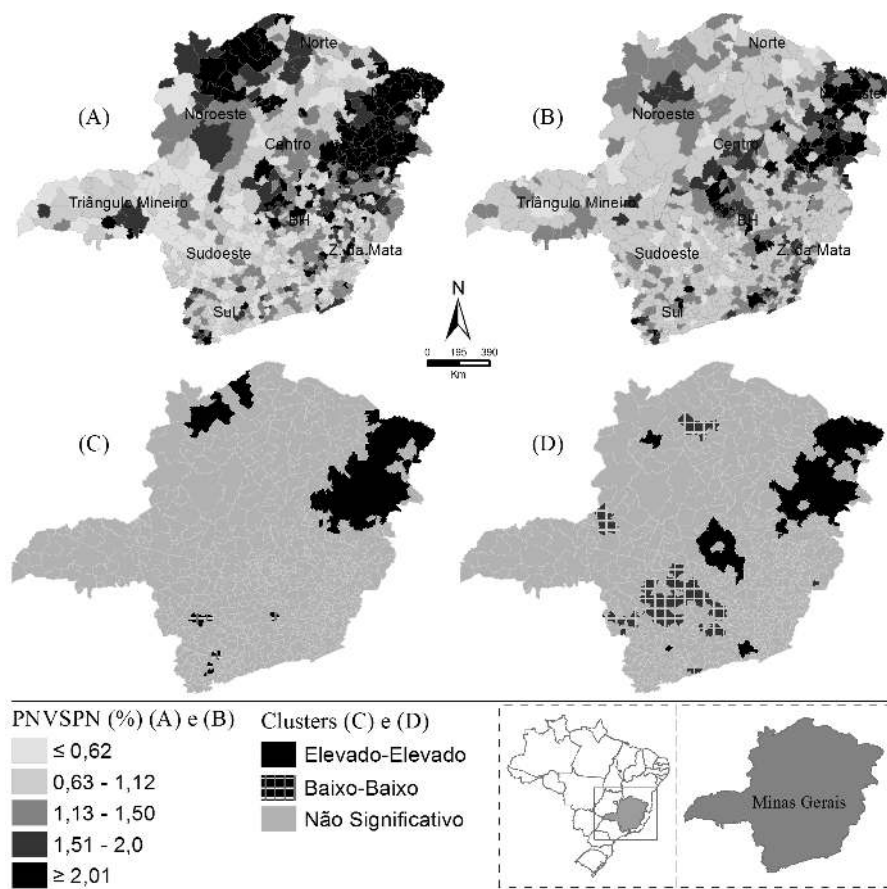 Norte
Norte
Nordeste
(A)
Noroeste
(B)
Noroeste
Centro
Centro
Triângulo Mineiro
BH
Triângulo Mineiro
BH
Sudoeste
Z. da Mata
Sudoeste
Z. da Mata
N
Sul
Sul
0 195 390
Km
(C)
(D)
PNVSPN (%) (A) e (B)
≤ 0,62
0,63 - 1,12
1,13 - 1,50
1,51 - 2,0
≥ 2,01
Clusters (C) e (D)
Elevado-Elevado
Baixo-Baixo
Não Significativo
Minas Gerais